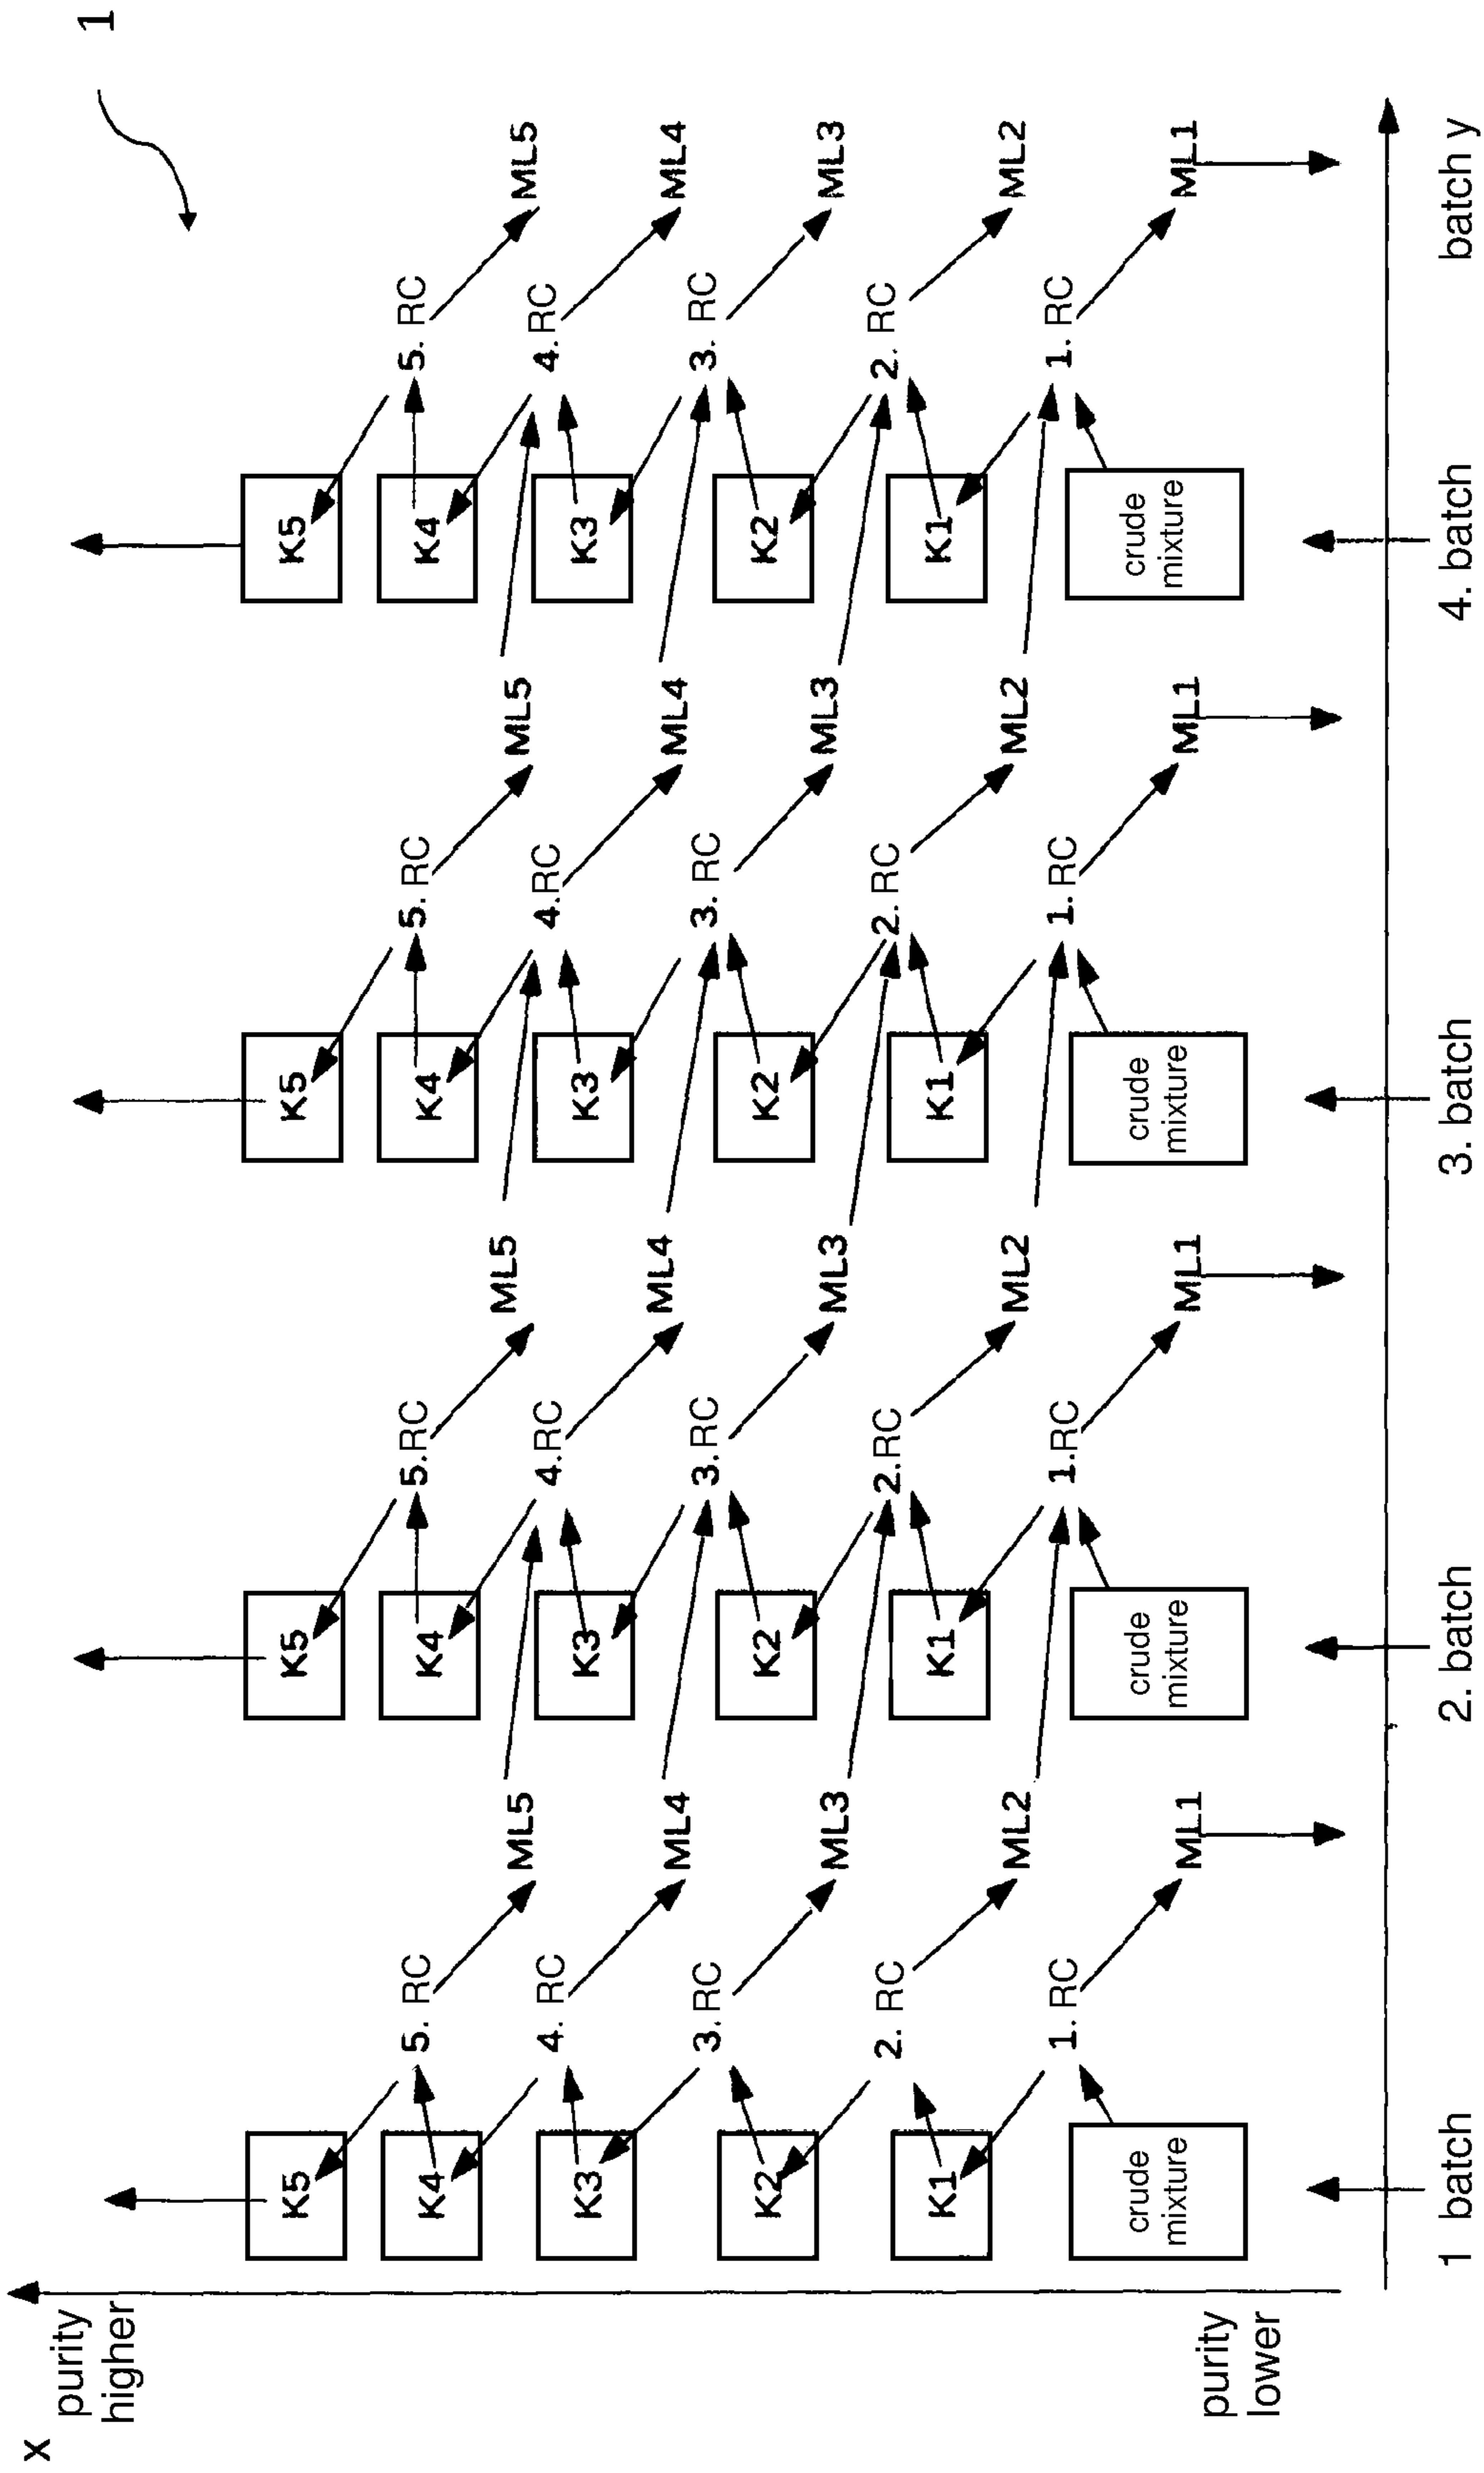 x
purity
higher
1
K5
K5
K5
K5
5. RC
5.RC
5. RC
5. RC
K4
K4
K4
K4
ML5
ML5
ML5
ML5
4. RC
4.RC
4.RC
4.RC
K3
K3
K3
K3
ML4
ML4
ML4
ML4
3.RC
3.RC
3. RC
3. RC
K2
K2
K2
K2
ML3
ML3
ML3
ML3
2. RC
2.RC
2. RC
2. RC
K1
K1
K1
K1
ML2
ML2
ML2
ML2
1. RC
1.RC
1. RC
1. RC
crude
mixture
crude
mixture
crude
mixture
crude
mixture
ML1
ML1
ML1
ML1
purity
lower
1 batch
2. batch
3. batch
4. batch
batch y